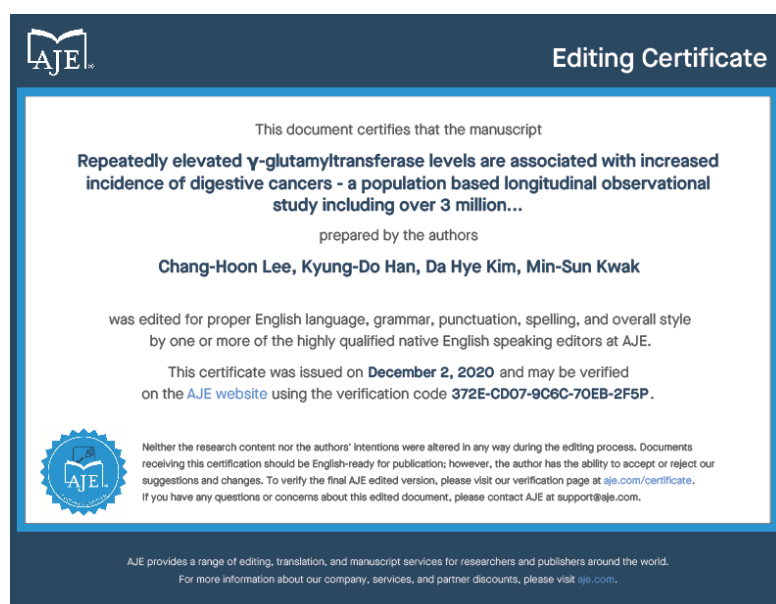 AJE
Editing Certificate
This document certifies that the manuscript
Repeatedly elevated γ-glutamyltransferase levels are associated with increased
incidence of digestive cancers - a population based longitudinal observational
study including over 3 million...
prepared by the authors
Chang-Hoon Lee, Kyung-Do Han, Da Hye Kim, Min-Sun Kwak
was edited for proper English language, grammar, punctuation, spelling, and overall style
by one or more of the highly qualified native English speaking editors at AJE.
This certificate was issued on December 2, 2020 and may be verified
on the AJE website using the verification code 372E-CD07-9C6C-70EB-2F5P.
AJE
Neither the research content nor the authors' intentions were altered in any way during the editing process. Documents
receiving this certification should be English-ready for publication; however, the author has the ability to accept or reject our
suggestions and changes. To verify the final AJE edited version, please visit our verification page at aje.com/certificate.
If you have any questions or concerns about this edited document, please contact AJE at support@aje.com.
AJE provides a range of editing, translation, and manuscript services for researchers and publishers around the world.
For more information about our company, services, and partner discounts, please visit aje.com.